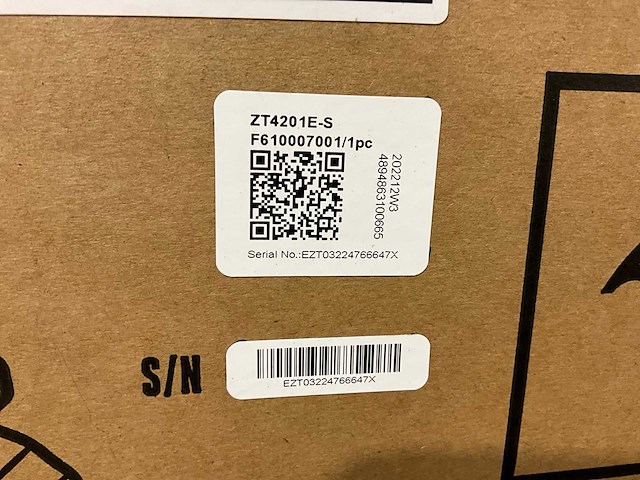 ZT4201E-S
F610007001/1pc
202212W3
4894863100665
Serial No.:EZT03224766647X
S/N
EZT03224766647X